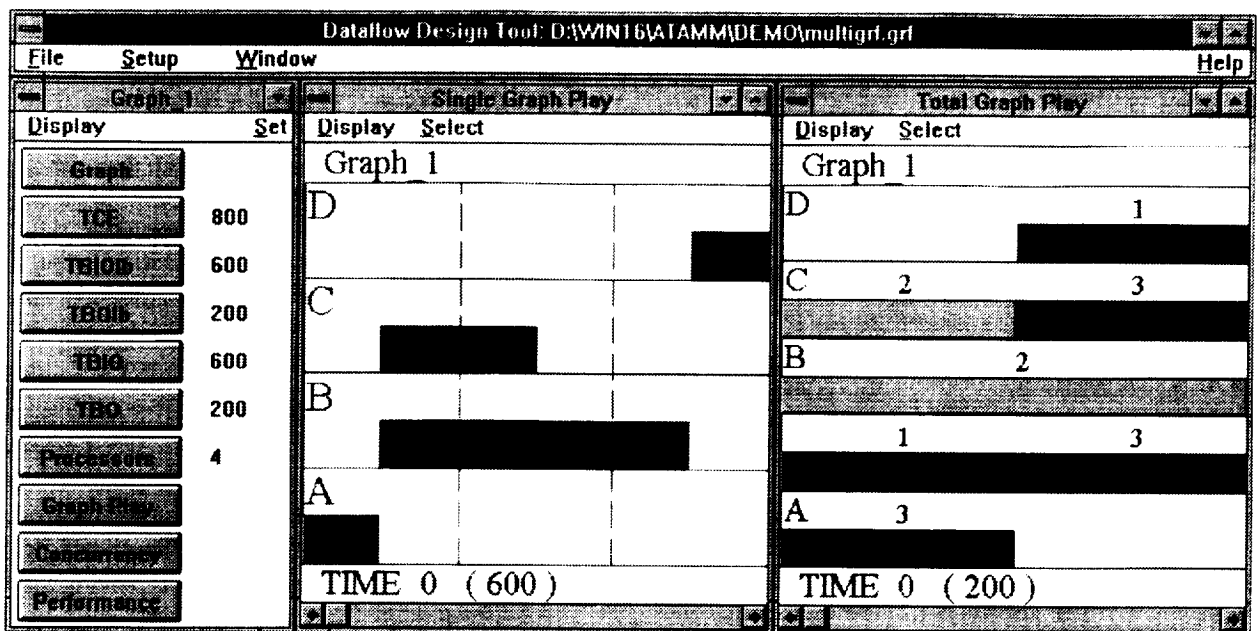 Dataflow Design Tool: D:\WIN16\ATAMM\DEMO\multigrf.grf
File Setup Window Help
Graph_1
Display Set
Graph
TCE 800
TBIOlb 600
TBOlb 200
TBIO 600
TBO 200
Processors 4
Graph Play
Concurrency
Performance
Single Graph Play
Display Select
Graph_1
D
C
B
A
TIME 0 ( 600 )
Total Graph Play
Display Select
Graph_1
D 1
C 2 3
B 2
1 3
A 3
TIME 0 ( 200 )